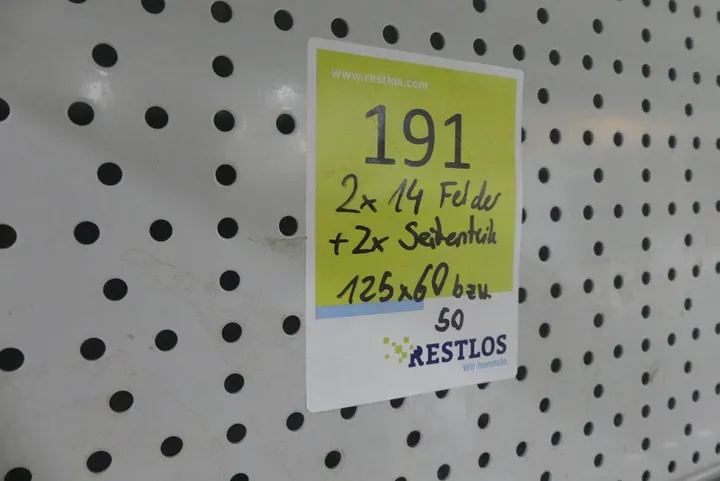 www.restlos.com
191
2x 14 Felder
+2x Seitenteile
125x60 bzw.
50
RESTLOS
Wir handeln.